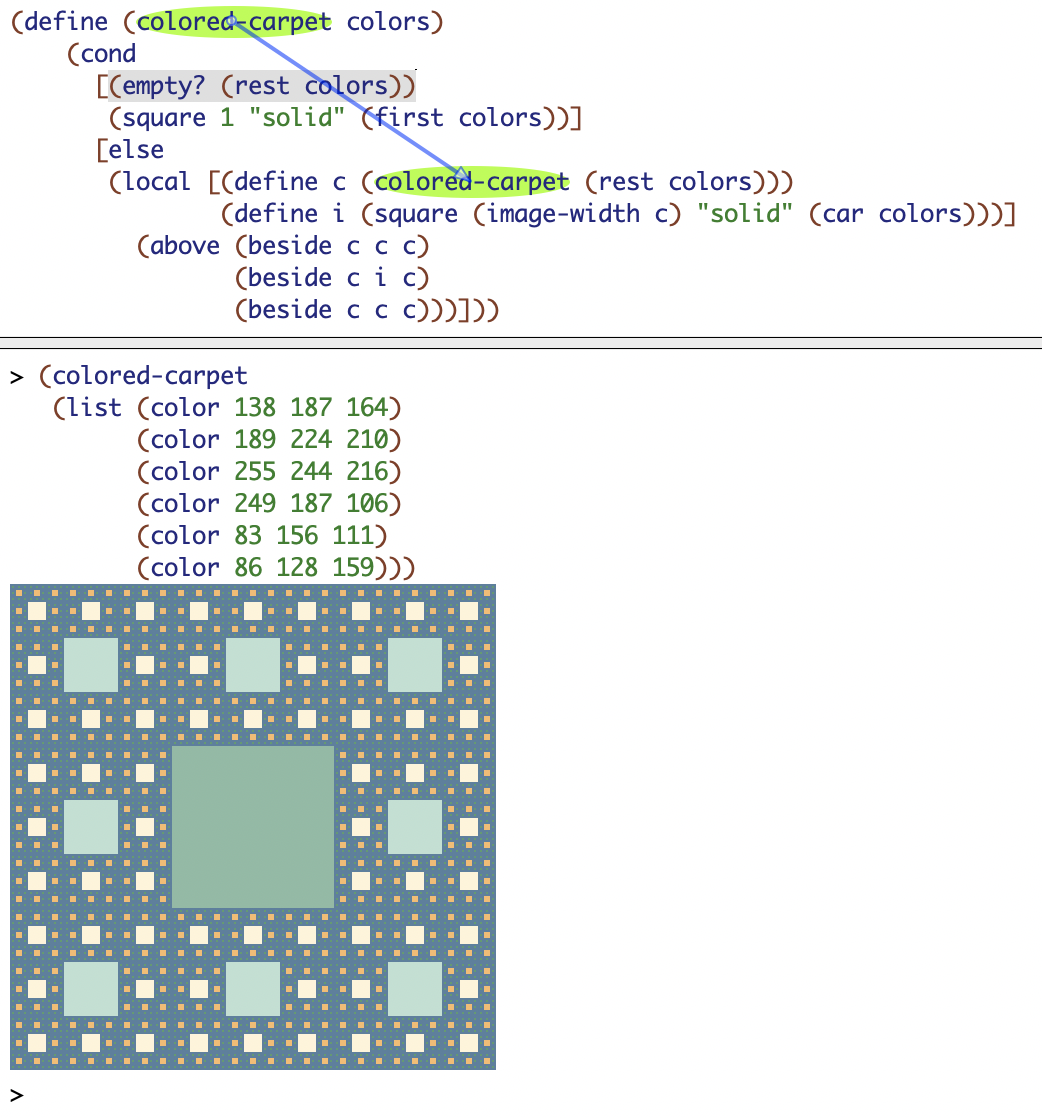 (define (colored-carpet colors)
    (cond
      [(empty? (rest colors))
       (square 1 "solid" (first colors))]
      [else
       (local [(define c (colored-carpet (rest colors)))
               (define i (square (image-width c) "solid" (car colors)))]
         (above (beside c c c)
                (beside c i c)
                (beside c c c)))]))
> (colored-carpet
   (list (color 138 187 164)
         (color 189 224 210)
         (color 255 244 216)
         (color 249 187 106)
         (color 83 156 111)
         (color 86 128 159)))
>